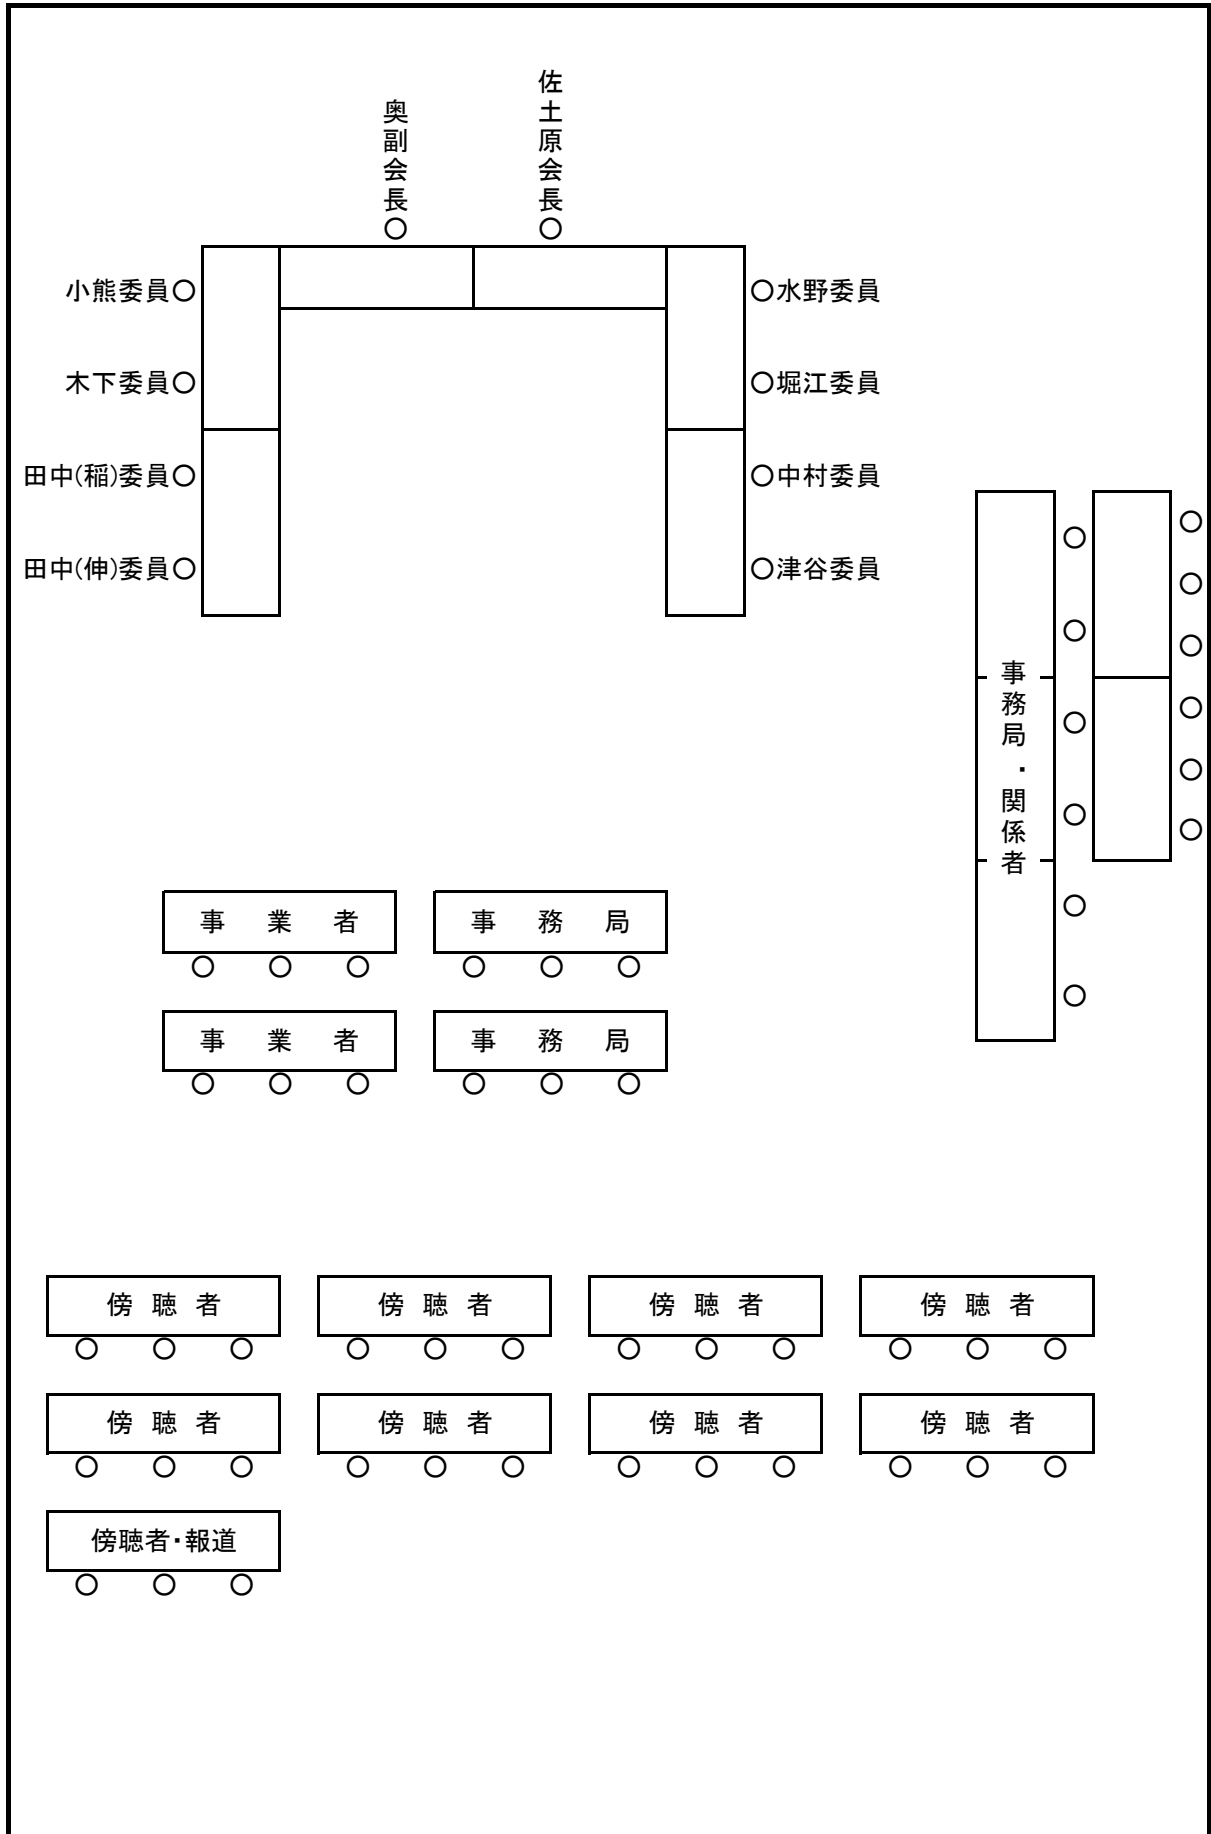 佐土原会長
奥副会長
小熊委員○
○水野委員
木下委員○
○堀江委員
田中(稲)委員○
○中村委員
田中(伸)委員○
○津谷委員
事務局・関係者
事業者
事務局
事業者
事務局
傍聴者
傍聴者
傍聴者
傍聴者
傍聴者
傍聴者
傍聴者
傍聴者
傍聴者・報道